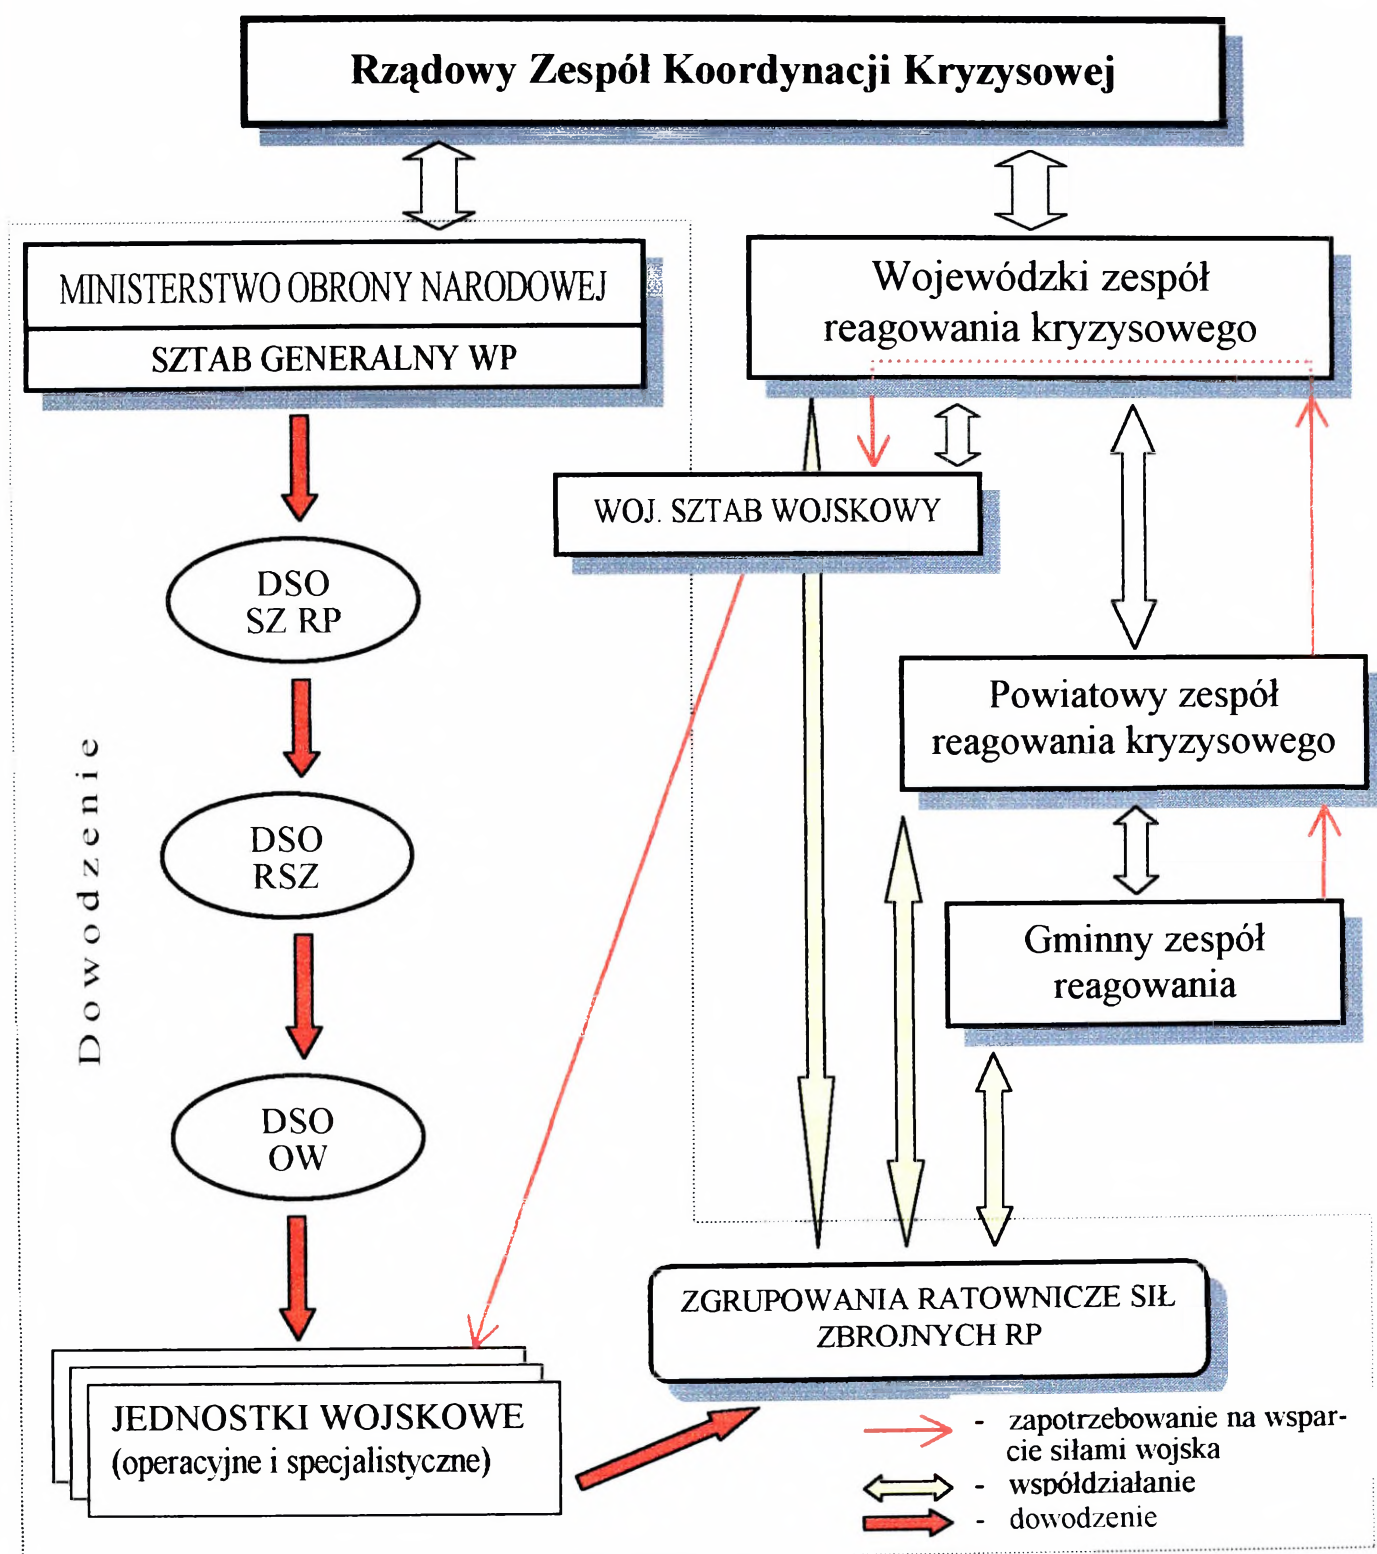 Rządowy Zespół Koordynacji Kryzysowej
MINISTERSTWO OBRONY NARODOWEJ
SZTAB GENERALNY WP
Wojewódzki zespół
reagowania kryzysowego
WOJ. SZTAB WOJSKOWY
DSO
SZ RP
Powiatowy zespół
reagowania kryzysowego
Dowodzenie
DSO
RSZ
Gminny zespół
reagowania
DSO
OW
ZGRUPOWANIA RATOWNICZE SIŁ
ZBROJNYCH RP
JEDNOSTKI WOJSKOWE
(operacyjne i specjalistyczne)
- zapotrzebowanie na wspar-
cie siłami wojska
- współdziałanie
- dowodzenie